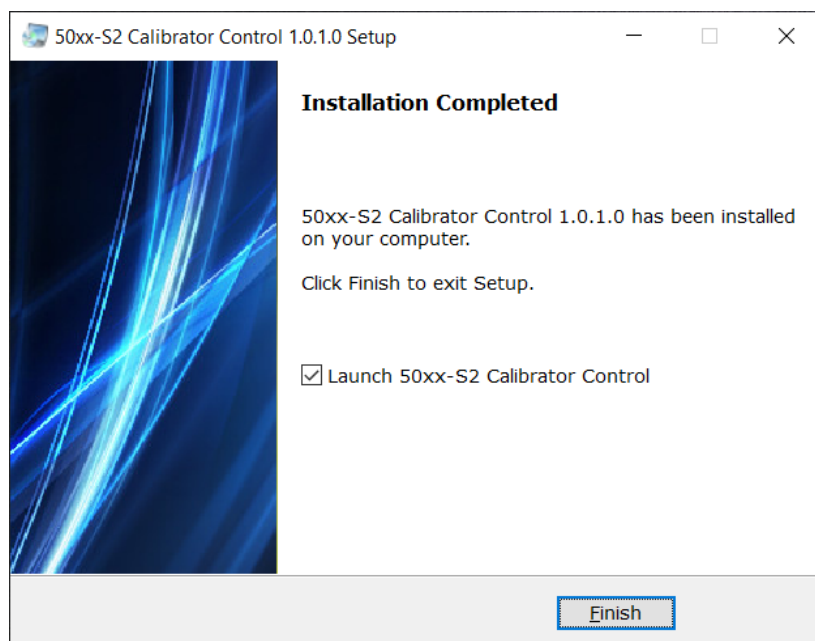 50xx-S2 Calibrator Control 1.0.1.0 Setup
Installation Completed
50xx-S2 Calibrator Control 1.0.1.0 has been installed
on your computer.
Click Finish to exit Setup.
Launch 50xx-S2 Calibrator Control
Finish